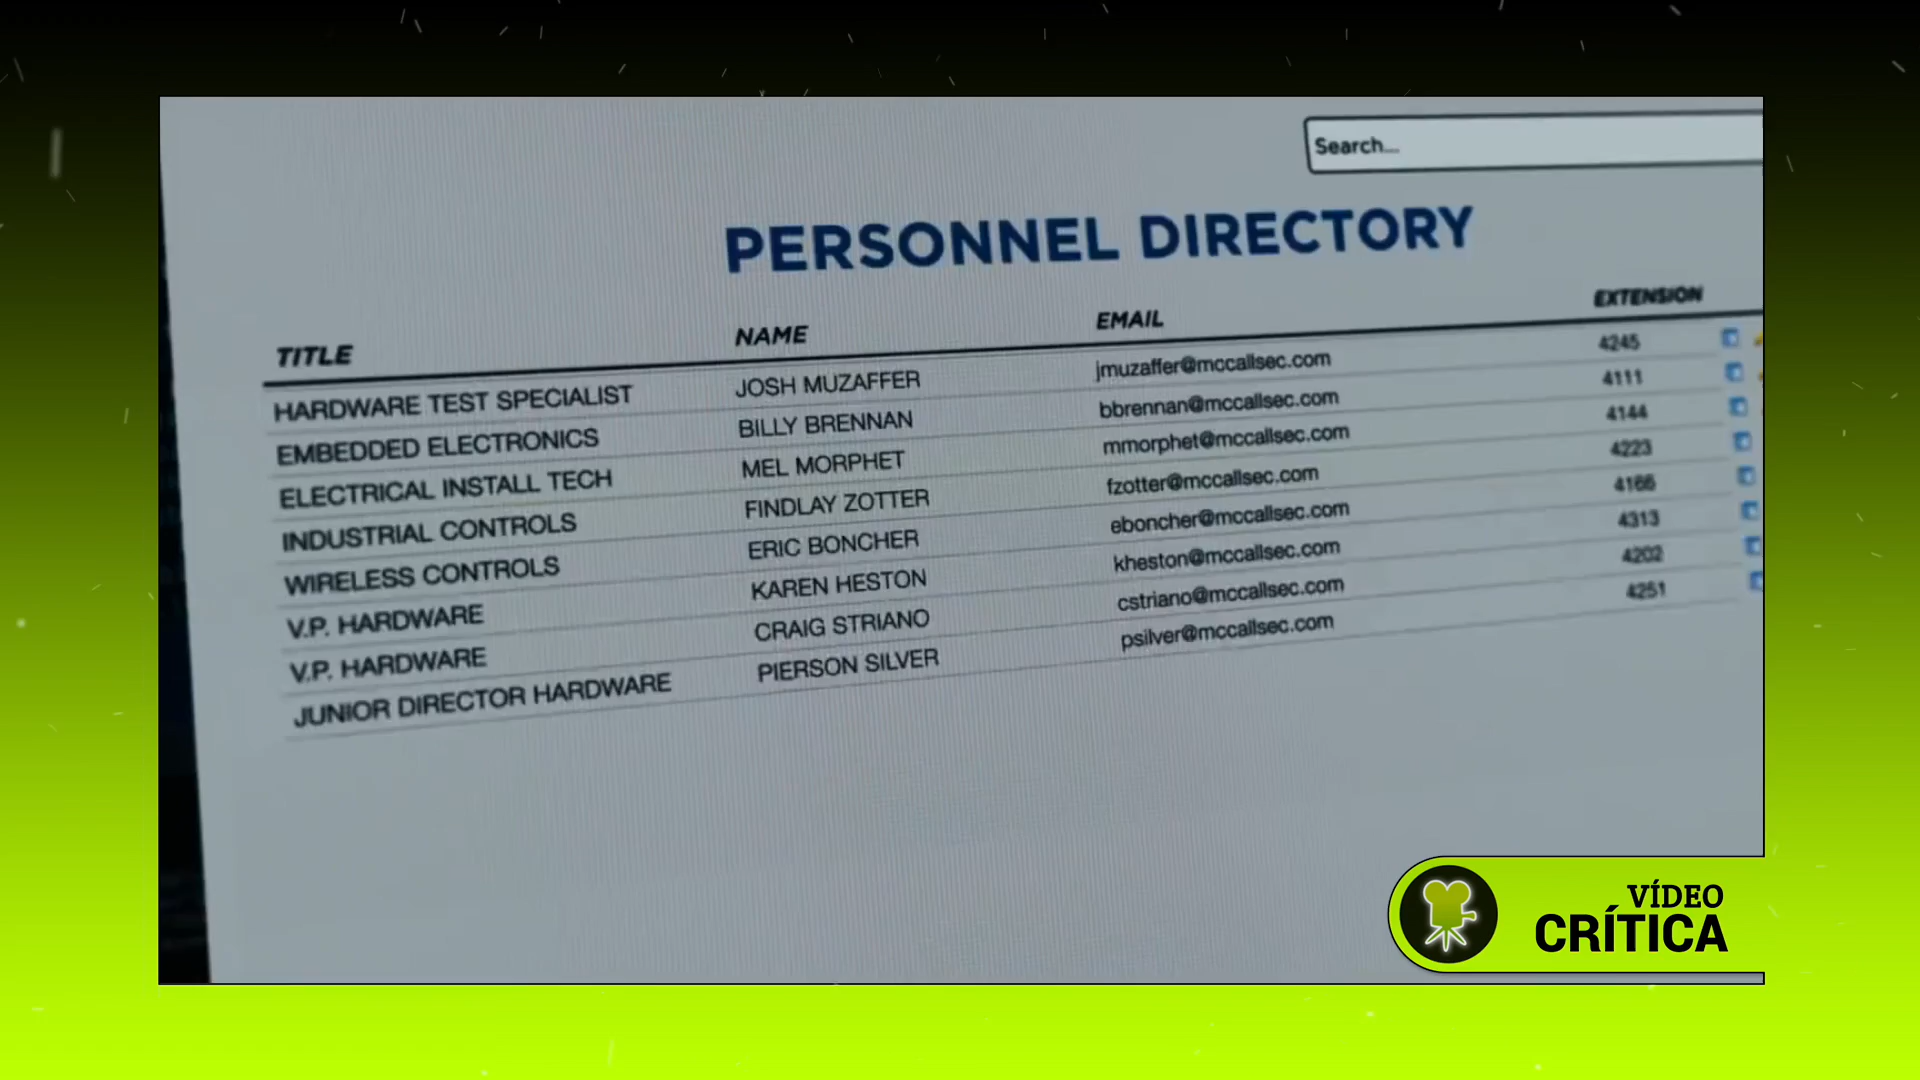 Search...
PERSONNEL DIRECTORY
TITLE NAME EMAIL EXTENSION
HARDWARE TEST SPECIALIST JOSH MUZAFFER jmuzaffer@mccallsec.com 4245
EMBEDDED ELECTRONICS BILLY BRENNAN bbrennan@mccallsec.com 4111
ELECTRICAL INSTALL TECH MEL MORPHET mmorphet@mccallsec.com 4144
INDUSTRIAL CONTROLS FINDLAY ZOTTER fzotter@mccallsec.com 4223
WIRELESS CONTROLS ERIC BONCHER eboncher@mccallsec.com 4166
V.P. HARDWARE KAREN HESTON kheston@mccallsec.com 4313
V.P. HARDWARE CRAIG STRIANO cstriano@mccallsec.com 4202
JUNIOR DIRECTOR HARDWARE PIERSON SILVER psilver@mccallsec.com 4251
VÍDEO
CRÍTICA